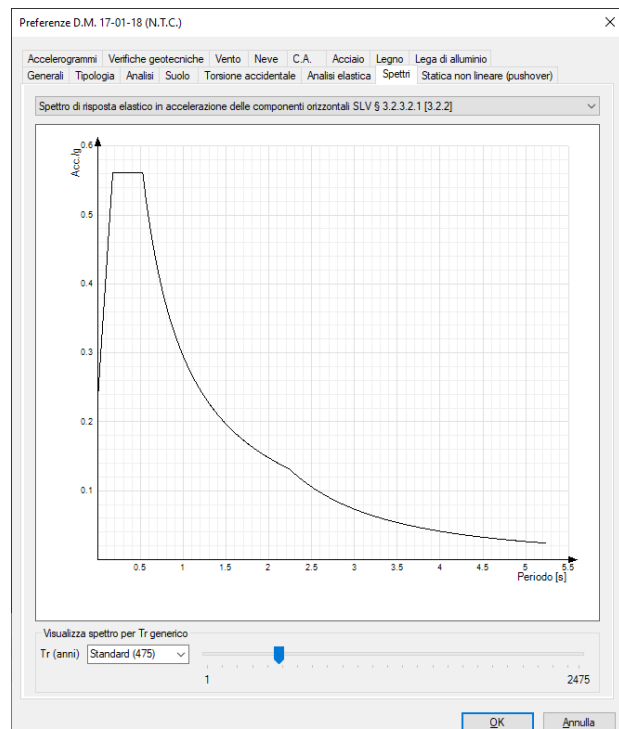 Preferenze D.M. 17-01-18 (N.T.C.)
Accelerogrammi Verifiche geotecniche Vento Neve C.A. Acciaio Legno Lega di alluminio
Generali Tipologia Analisi Suolo Torsione accidentale Analisi elastica Spettri Statica non lineare (pushover)
Spettro di risposta elastico in accelerazione delle componenti orizzontali SLV § 3.2.3.2.1 [3.2.2]
Acc./g
0.6
0.5
0.4
0.3
0.2
0.1
0.5 1 1.5 2 2.5 3 3.5 4 4.5 5 5.5
Periodo [s]
Visualizza spettro per Tr generico
Tr (anni) Standard (475)
1 2475
OK Annulla